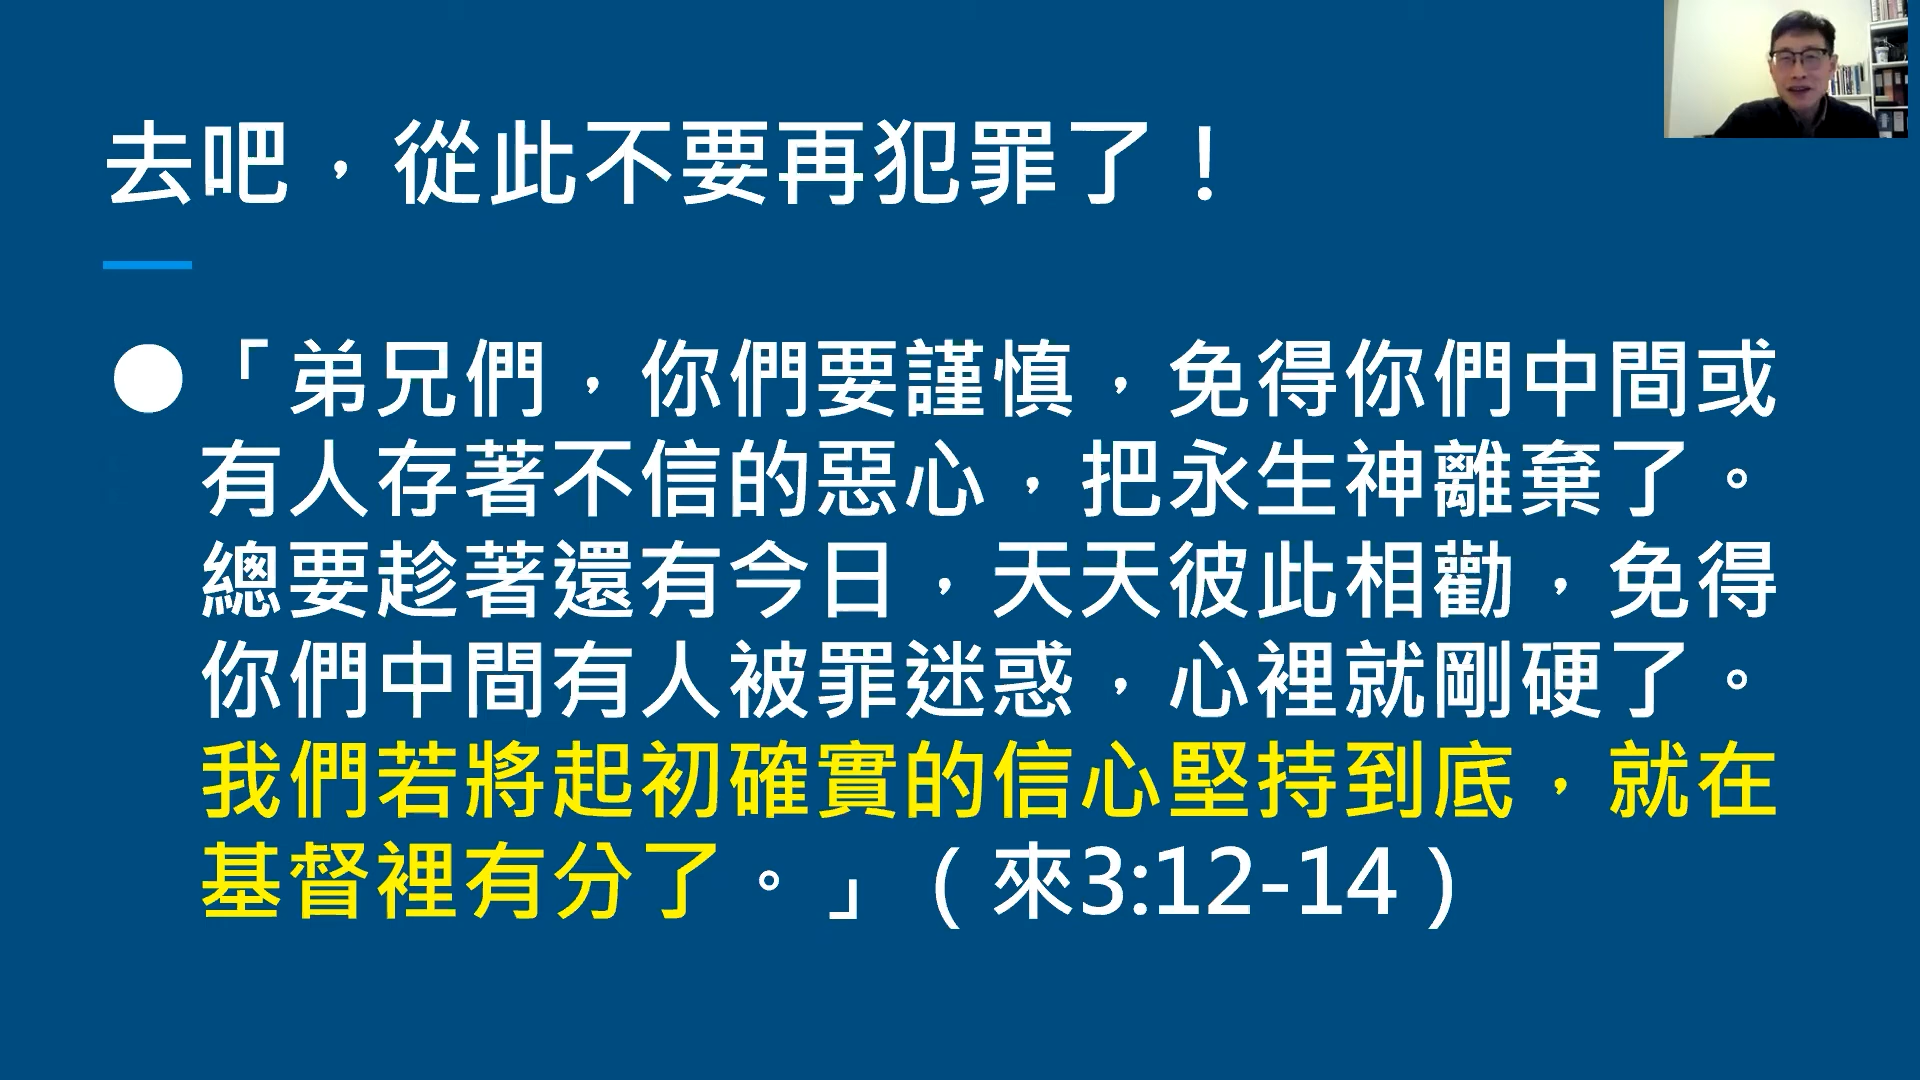 去吧，從此不要再犯罪了！
●「弟兄們，你們要謹慎，免得你們中間或
有人存著不信的惡心，把永生神離棄了。
總要趁著還有今日，天天彼此相勸，免得
你們中間有人被罪迷惑，心裡就剛硬了。
我們若將起初確實的信心堅持到底，就在
基督裡有分了。」（來3:12-14）